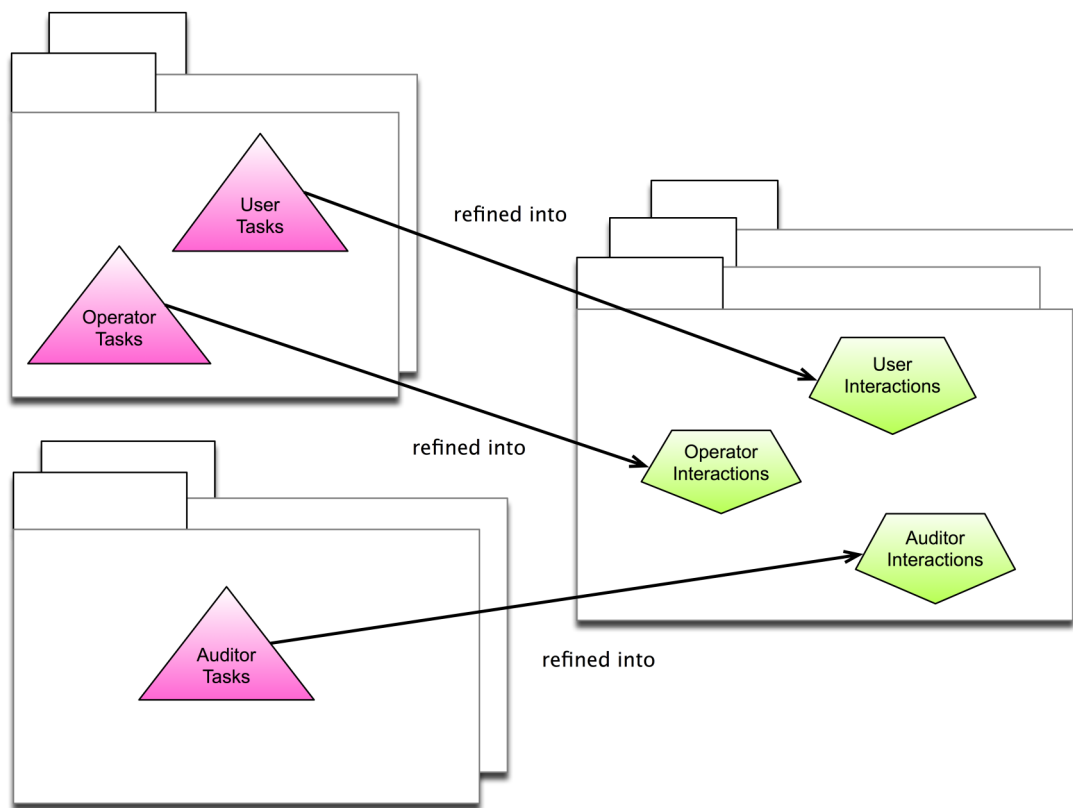 User
Tasks
refined into
Operator
Tasks
User
Interactions
refined into
Operator
Interactions
Auditor
Interactions
Auditor
Tasks
refined into